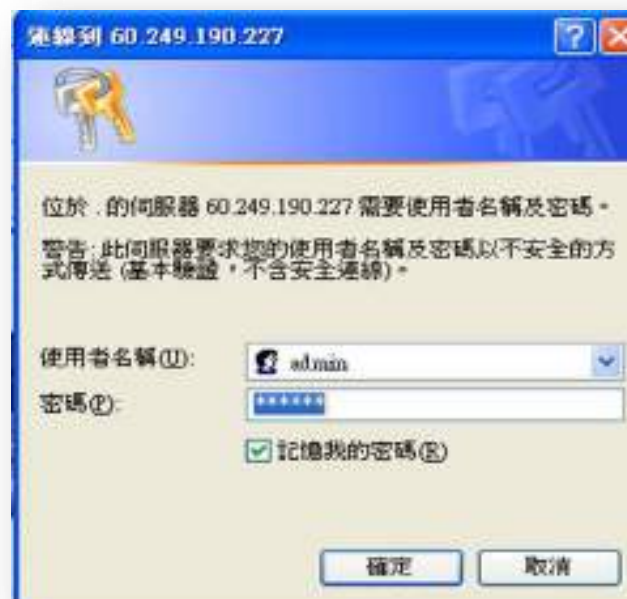 連線到 60.249.190.227
位於 . 的伺服器 60.249.190.227 需要使用者名稱及密碼。
警告: 此伺服器要求您的使用者名稱及密碼以不安全的方
式傳送 (基本驗證，不含安全連線)。
使用者名稱(U): admin
密碼(P): ******
記憶我的密碼(R)
確定 取消